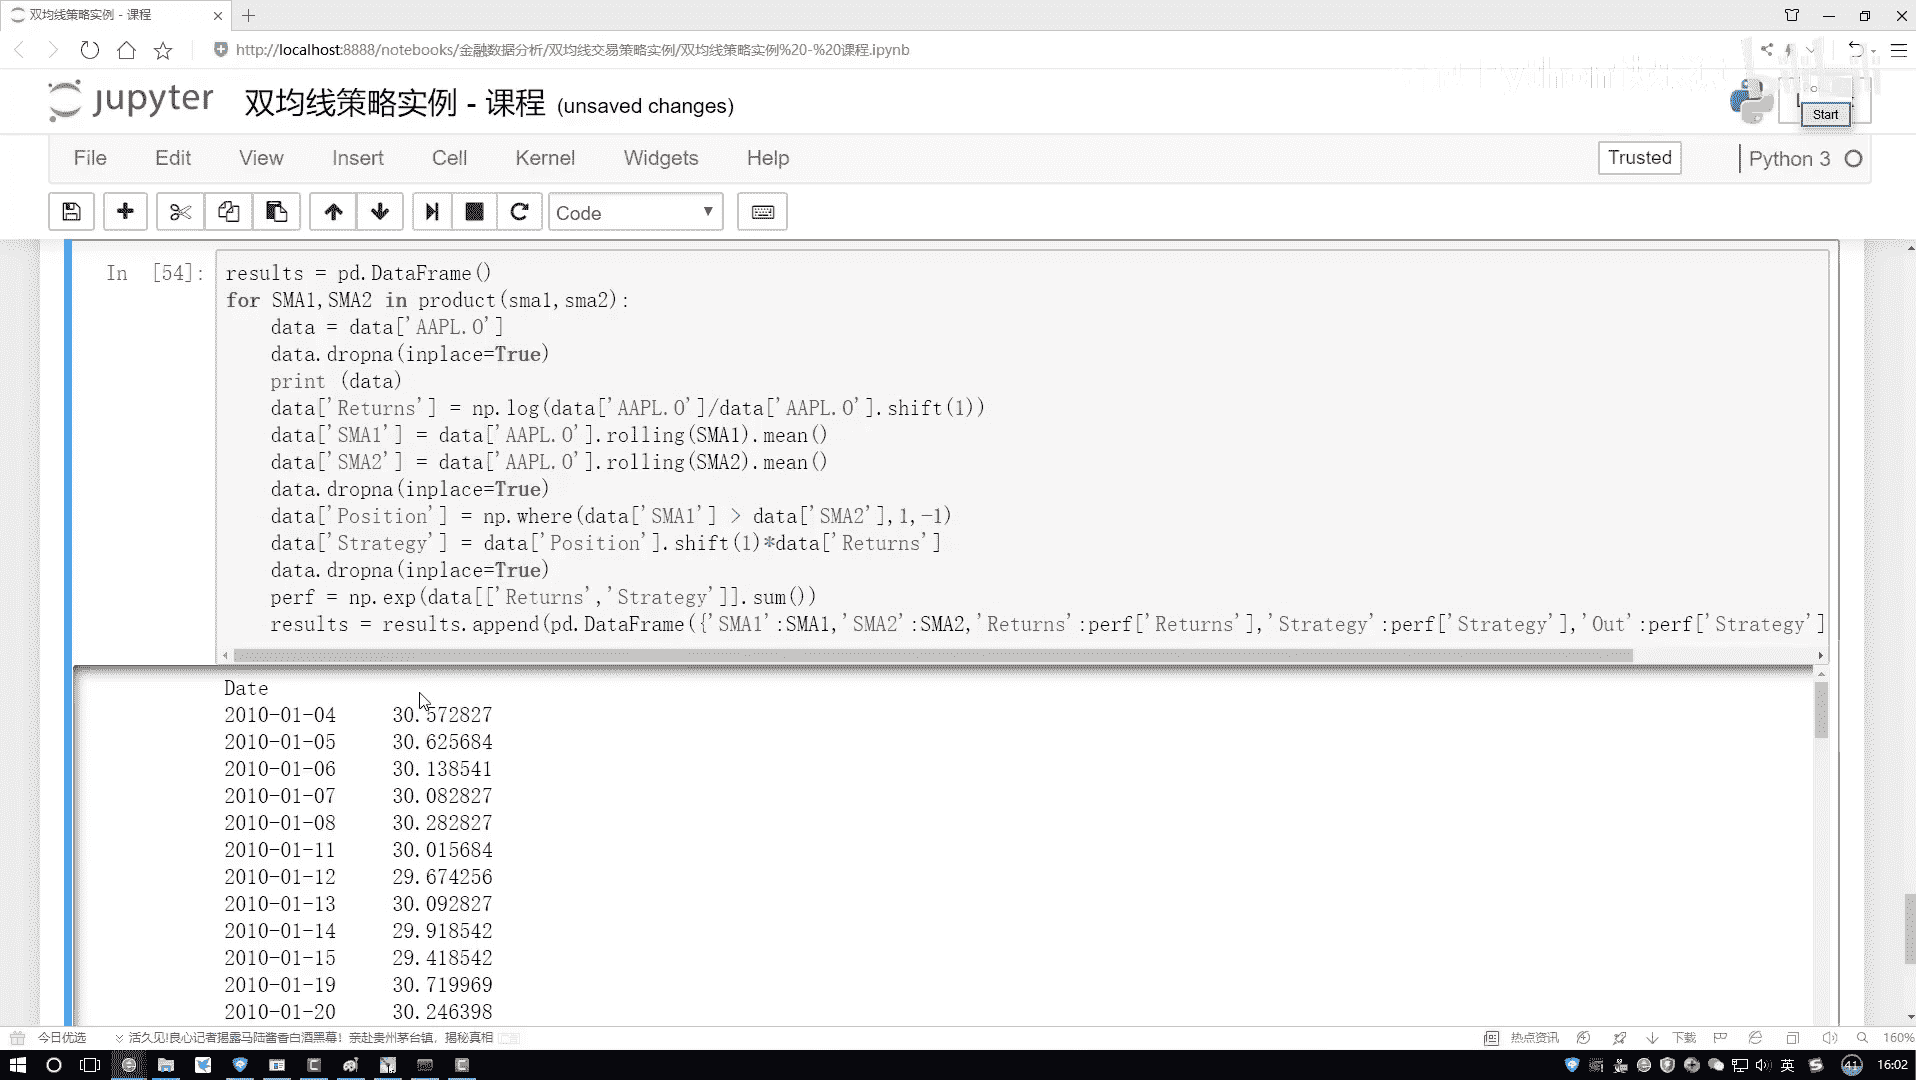 双均线策略实例 - 课程
http://localhost:8888/notebooks/金融数据分析/双均线交易策略实例/双均线策略实例%20-%20课程.ipynb
jupyter 双均线策略实例 - 课程 (unsaved changes)
Start
File Edit View Insert Cell Kernel Widgets Help
Trusted
Python 3
Code
In [54]:
results = pd.DataFrame()
for SMA1,SMA2 in product(sma1,sma2):
    data = data['AAPL.O']
    data.dropna(inplace=True)
    print (data)
    data['Returns'] = np.log(data['AAPL.O']/data['AAPL.O'].shift(1))
    data['SMA1'] = data['AAPL.O'].rolling(SMA1).mean()
    data['SMA2'] = data['AAPL.O'].rolling(SMA2).mean()
    data.dropna(inplace=True)
    data['Position'] = np.where(data['SMA1'] > data['SMA2'],1,-1)
    data['Strategy'] = data['Position'].shift(1)*data['Returns']
    data.dropna(inplace=True)
    perf = np.exp(data[['Returns','Strategy']].sum())
    results = results.append(pd.DataFrame({'SMA1':SMA1,'SMA2':SMA2,'Returns':perf['Returns'],'Strategy':perf['Strategy'],'Out':perf['Strategy']
Date
2010-01-04 30.572827
2010-01-05 30.625684
2010-01-06 30.138541
2010-01-07 30.082827
2010-01-08 30.282827
2010-01-11 30.015684
2010-01-12 29.674256
2010-01-13 30.092827
2010-01-14 29.918542
2010-01-15 29.418542
2010-01-19 30.719969
2010-01-20 30.246398
今日优选 活久见!良心记者揭露马陆酱香白酒黑幕! 亲赴贵州茅台镇，揭秘真相
热点资讯 下载 160%
英 41 16:02